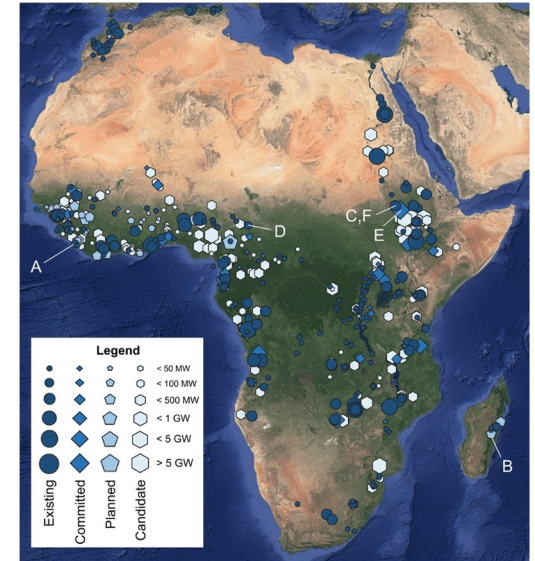 C,F
D
E
A
Legend
< 50 MW
< 100 MW
< 500 MW
< 1 GW
< 5 GW
> 5 GW
Existing
Committed
Planned
Candidate
B